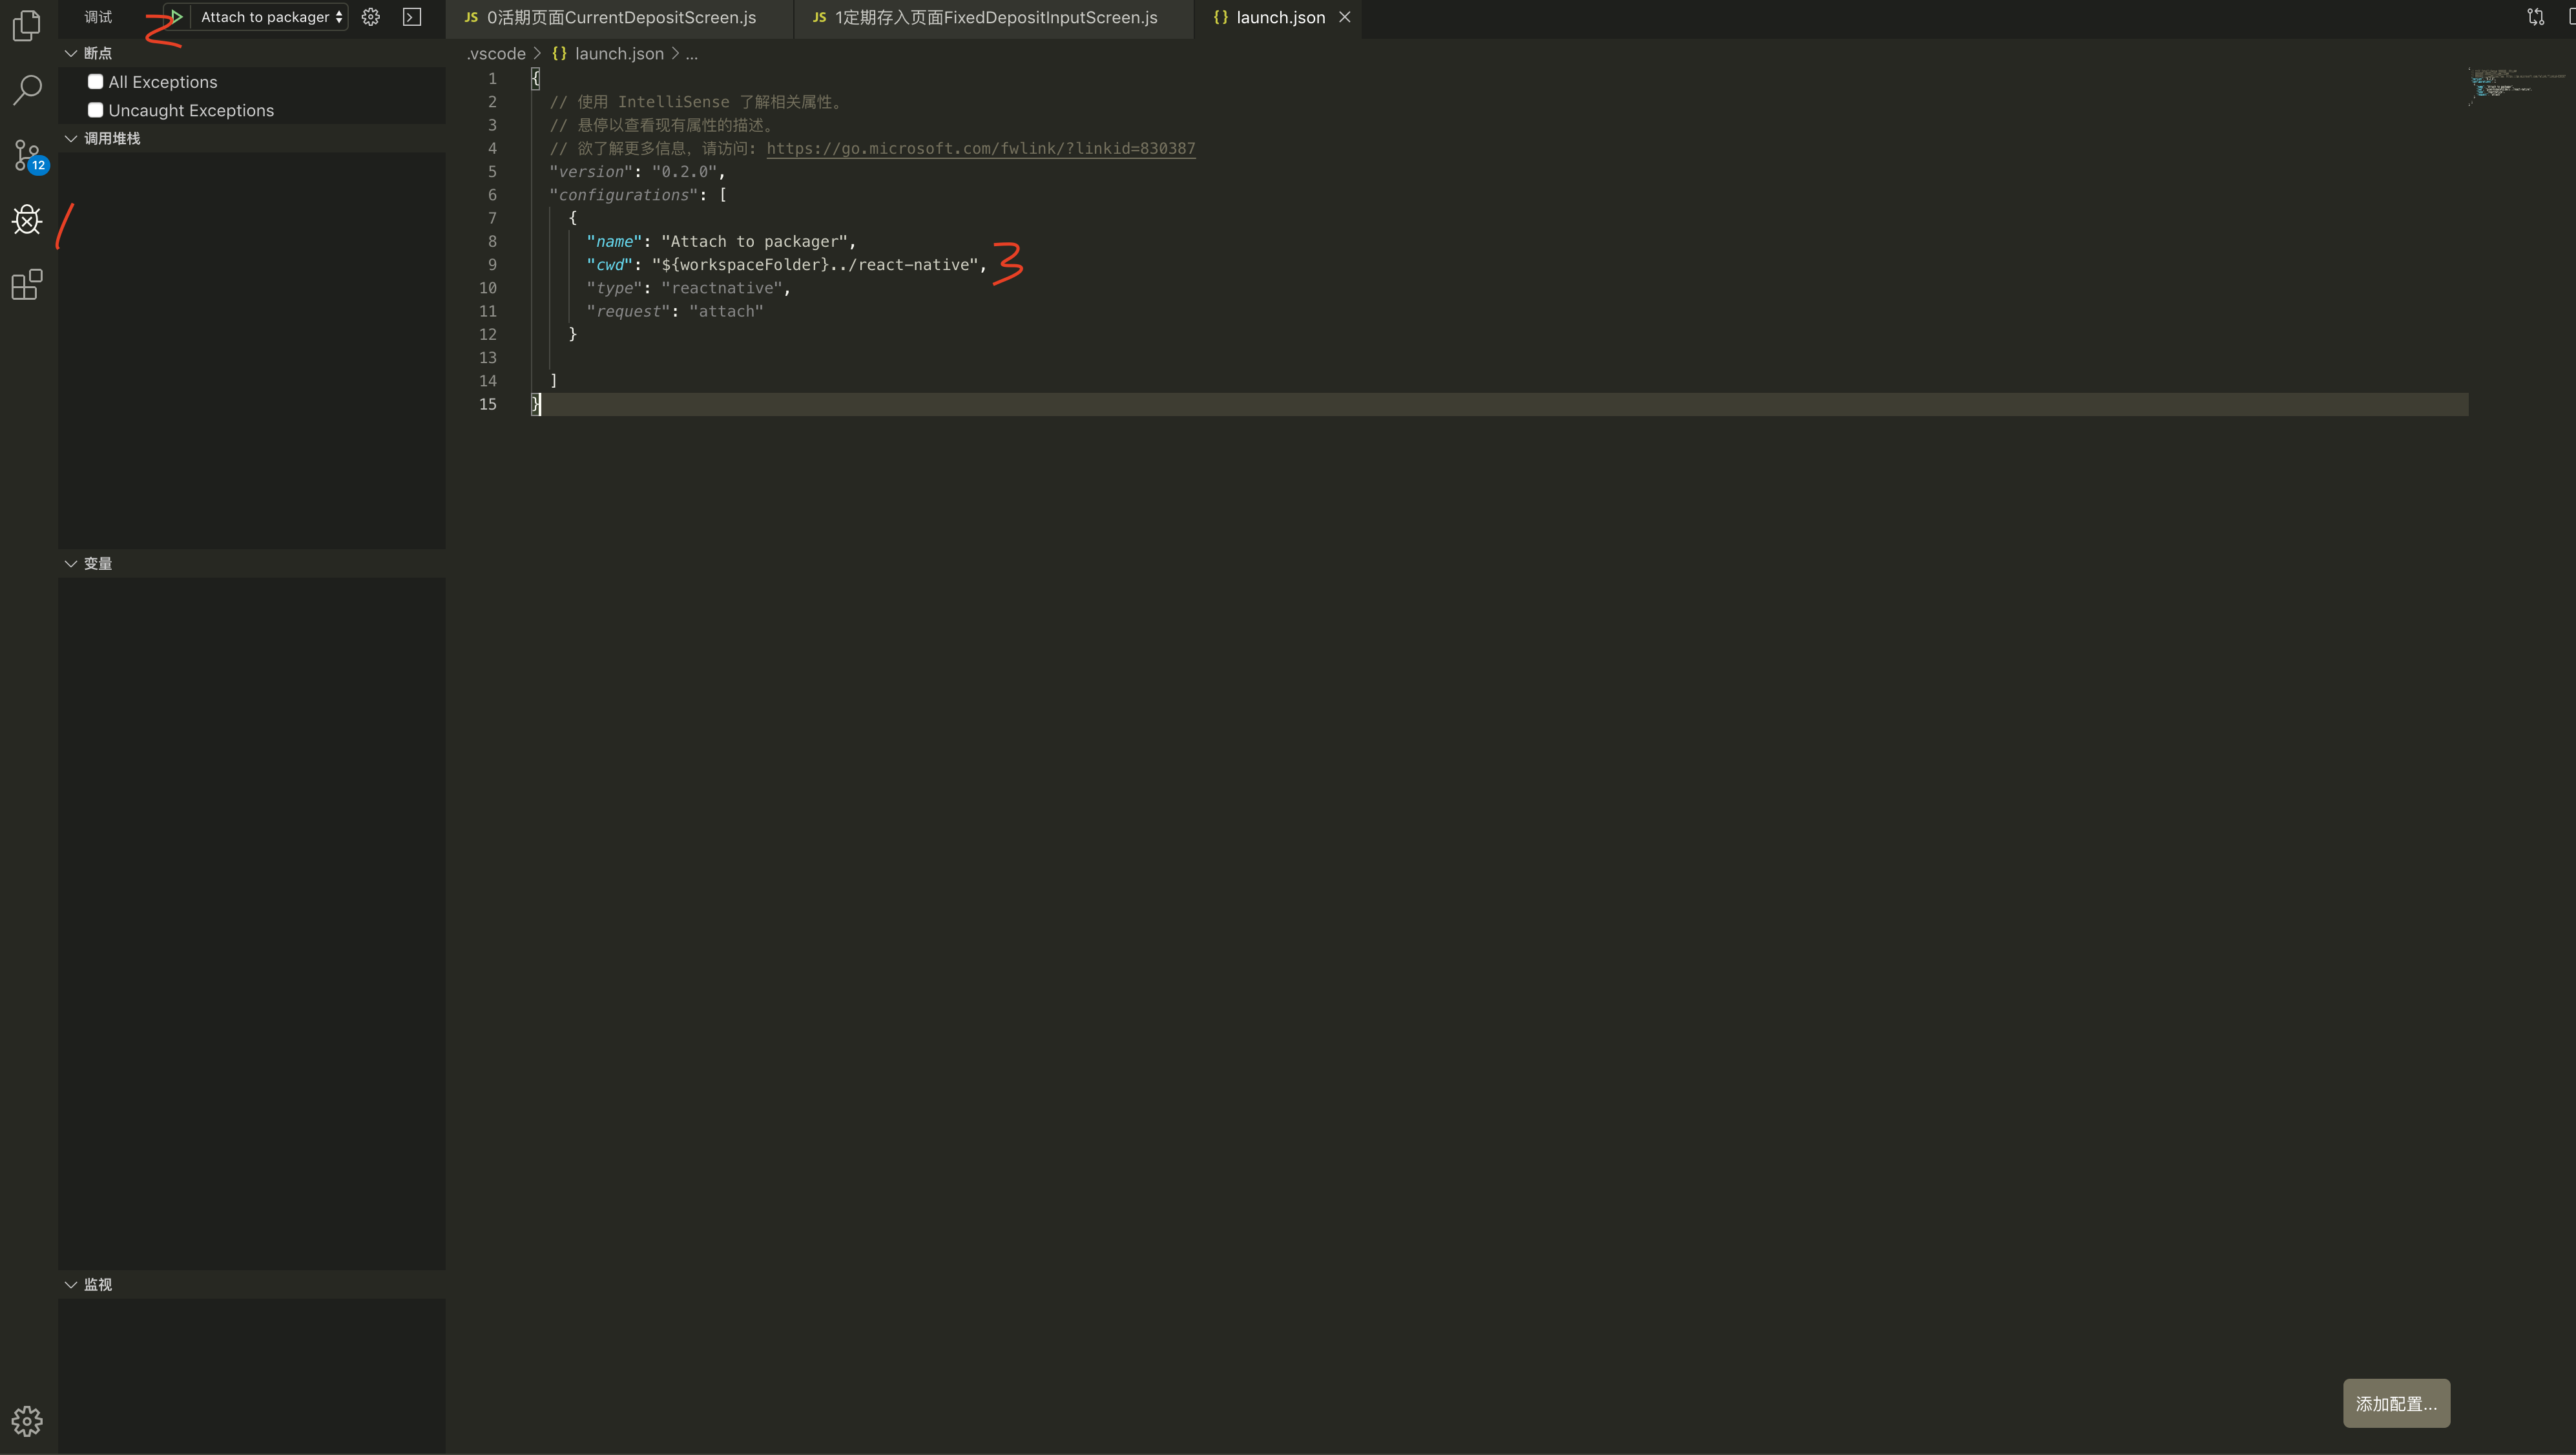 调试
Attach to packager
JS 0活期页面CurrentDepositScreen.js
JS 1定期存入页面FixedDepositInputScreen.js
{} launch.json
2
断点
All Exceptions
Uncaught Exceptions
调用堆栈
12
1
变量
监视
.vscode > {} launch.json > ...
1 {
2 // 使用 IntelliSense 了解相关属性。
3 // 悬停以查看现有属性的描述。
4 // 欲了解更多信息，请访问: https://go.microsoft.com/fwlink/?linkid=830387
5 "version": "0.2.0",
6 "configurations": [
7 {
8 "name": "Attach to packager",
9 "cwd": "${workspaceFolder}../react-native",
3
10 "type": "reactnative",
11 "request": "attach"
12 }
13
14 ]
15 }
添加配置...